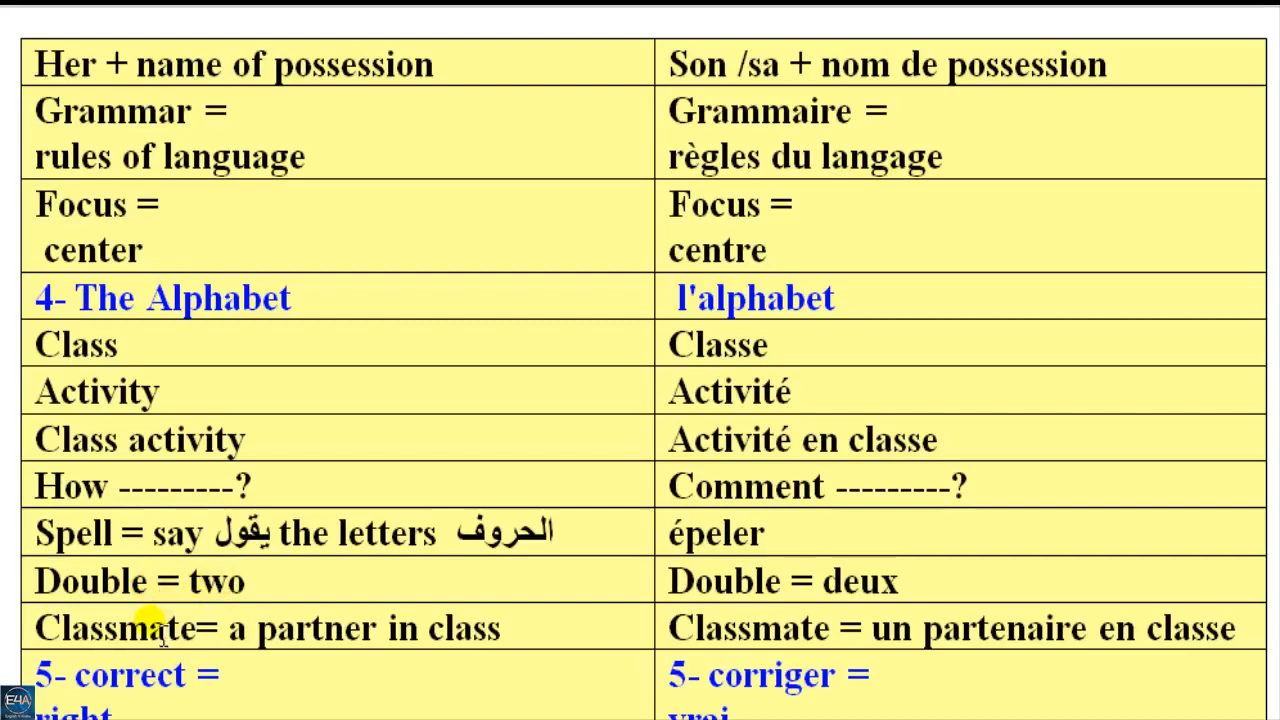 Her + name of possession
Son /sa + nom de possession
Grammar =
rules of language
Grammaire =
règles du langage
Focus =
center
Focus =
centre
4- The Alphabet
l'alphabet
Class
Classe
Activity
Activité
Class activity
Activité en classe
How ---------?
Comment ---------?
Spell = say يقول the letters الحروف
épeler
Double = two
Double = deux
Classmate= a partner in class
Classmate = un partenaire en classe
5- correct =
right
5- corriger =
vrai
E4A